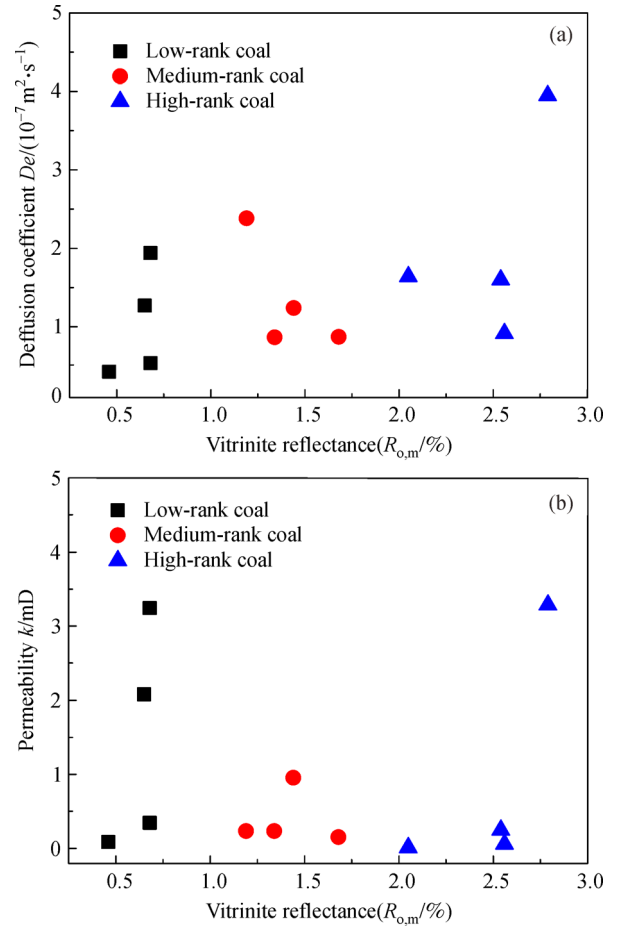 (a)
Low-rank coal
Medium-rank coal
High-rank coal
Deffusion coefficient De/(10⁻⁷ m²·s⁻¹)
5
4
3
2
1
0
0.5 1.0 1.5 2.0 2.5 3.0
Vitrinite reflectance(Rₒ,ₘ/%)
(b)
Low-rank coal
Medium-rank coal
High-rank coal
Permeability k/mD
5
4
3
2
1
0
0.5 1.0 1.5 2.0 2.5 3.0
Vitrinite reflectance(Rₒ,ₘ/%)